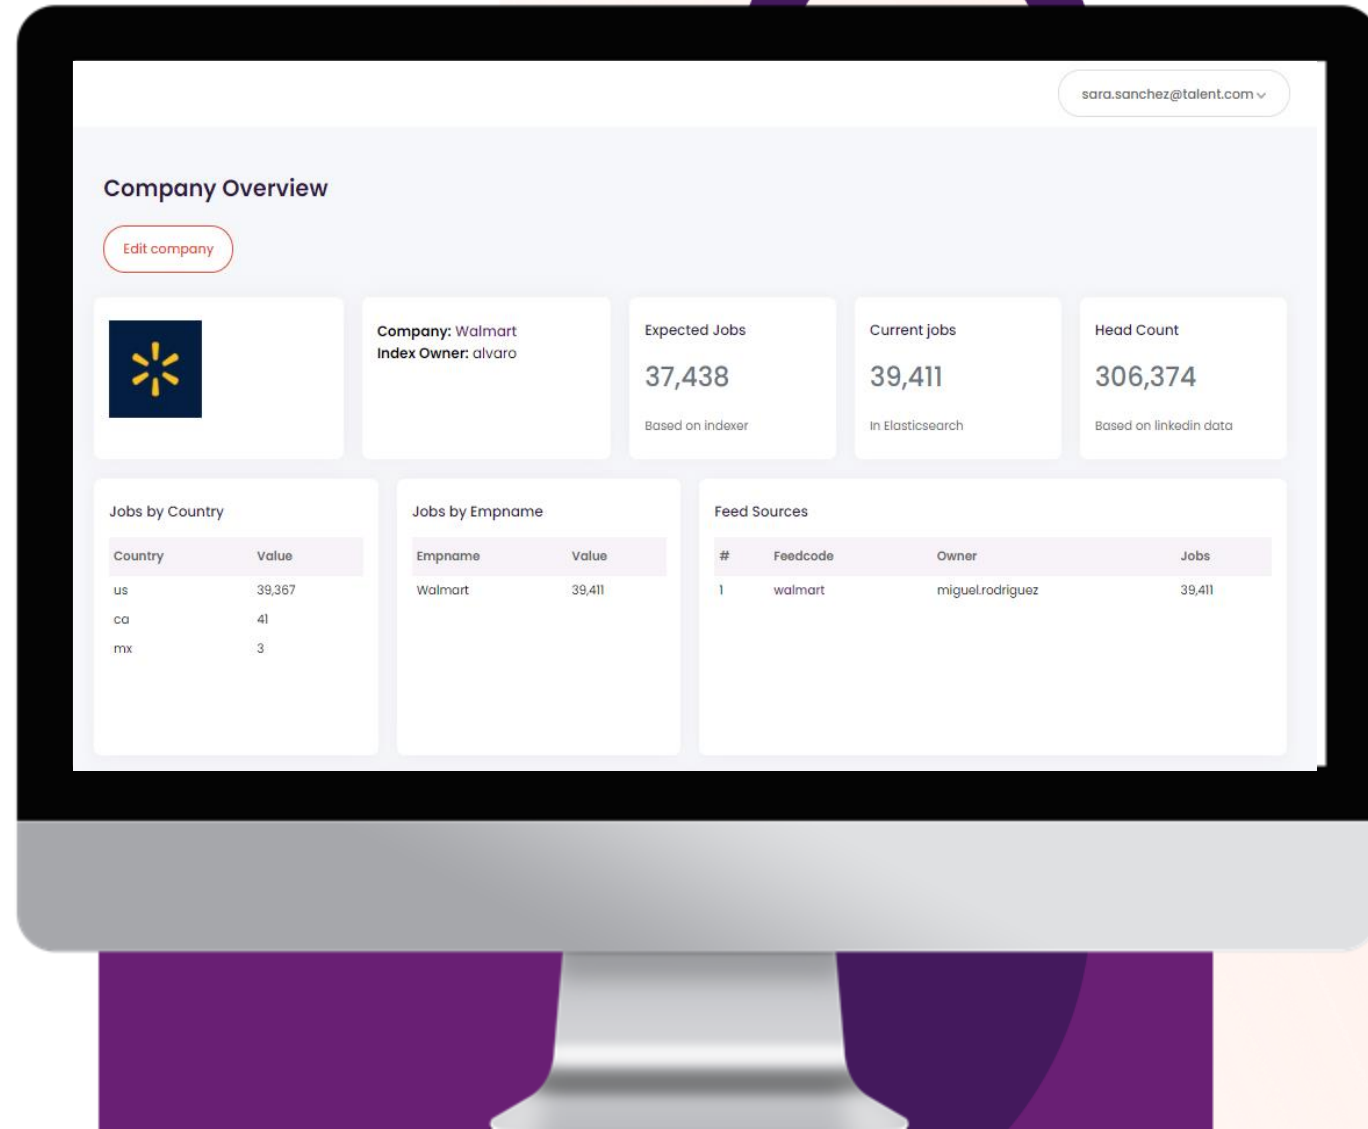 sara.sanchez@talent.com
Company Overview
Edit company
Company: Walmart
Index Owner: alvaro
Expected Jobs
37,438
Based on indexer
Current jobs
39,411
In Elasticsearch
Head Count
306,374
Based on linkedin data
Jobs by Country
Country Value
us 39,367
ca 41
mx 3
Jobs by Empname
Empname Value
Walmart 39,411
Feed Sources
# Feedcode Owner Jobs
1 walmart miguel.rodriguez 39,411